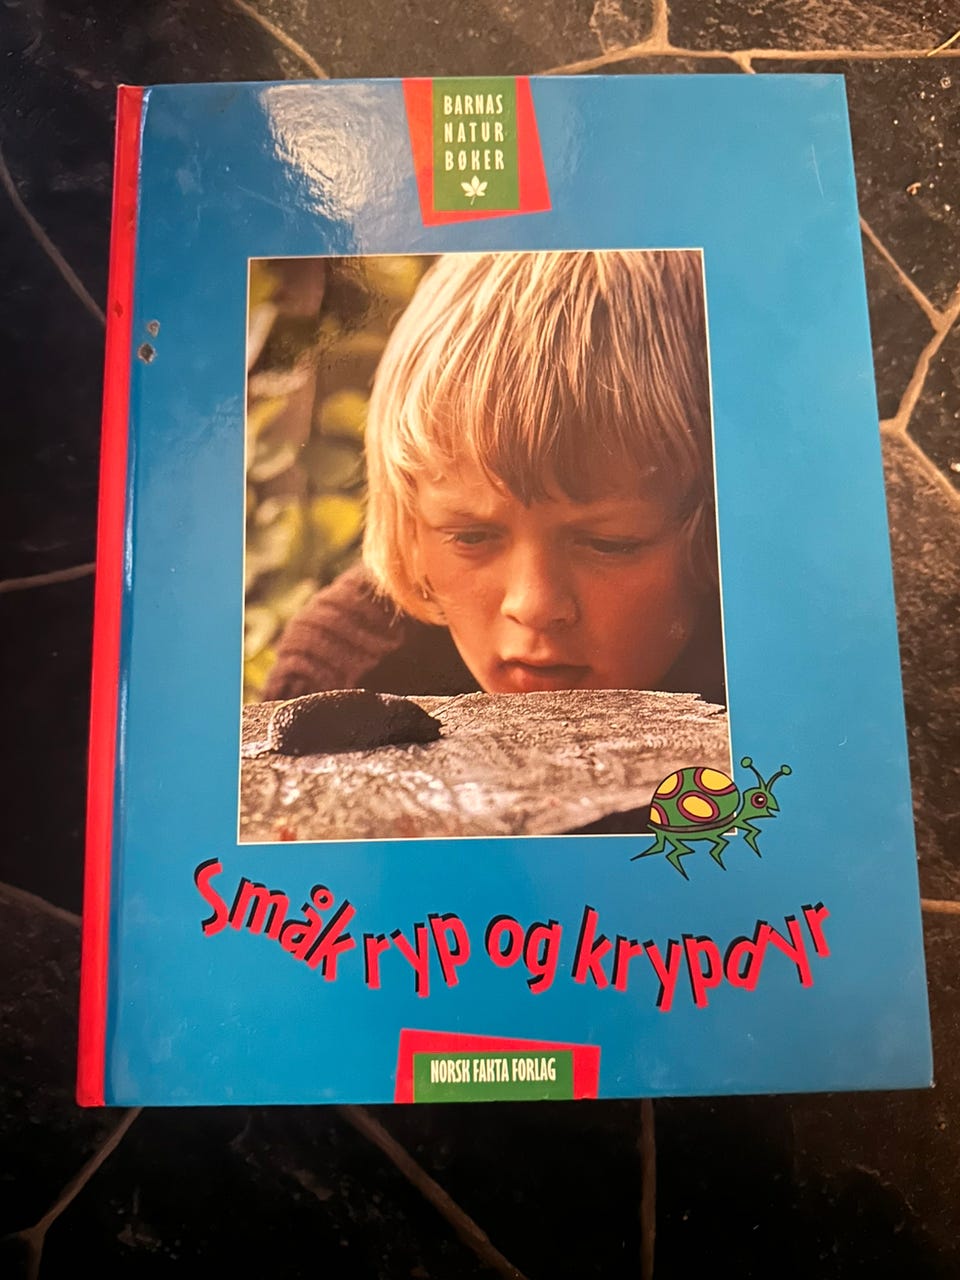 BARNAS
NATUR
BØKER
Småkryp og krypdyr
NORSK FAKTA FORLAG